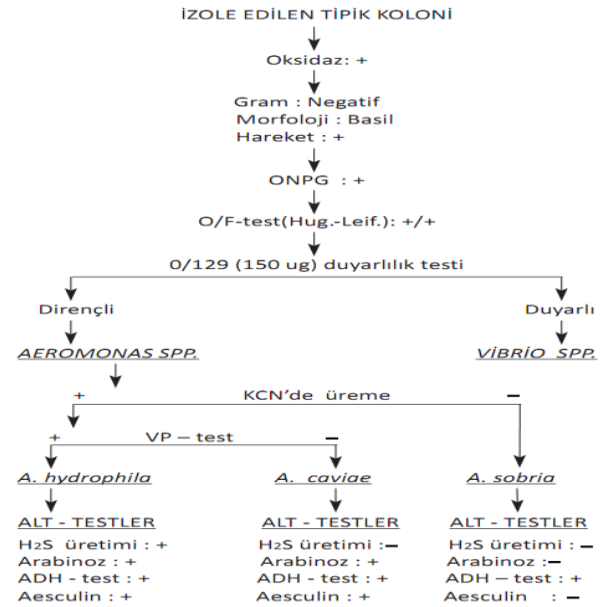 İZOLE EDİLEN TİPİK KOLONİ
Oksidaz: +
Gram : Negatif
Morfoloji : Basil
Hareket : +
ONPG : +
O/F-test(Hug.-Leif.): +/+
0/129 (150 ug) duyarlılık testi
Dirençli
Duyarlı
AEROMONAS SPP.
VİBRİO SPP.
+ KCN'de üreme –
+ VP – test –
A. hydrophila
A. caviae
A. sobria
ALT - TESTLER
H2S üretimi : +
Arabinoz : +
ADH - test : +
Aesculin : +
ALT - TESTLER
H2S üretimi :–
Arabinoz : +
ADH - test : +
Aesculin : +
ALT - TESTLER
H2S üretimi : –
Arabinoz :–
ADH – test : +
Aesculin : –